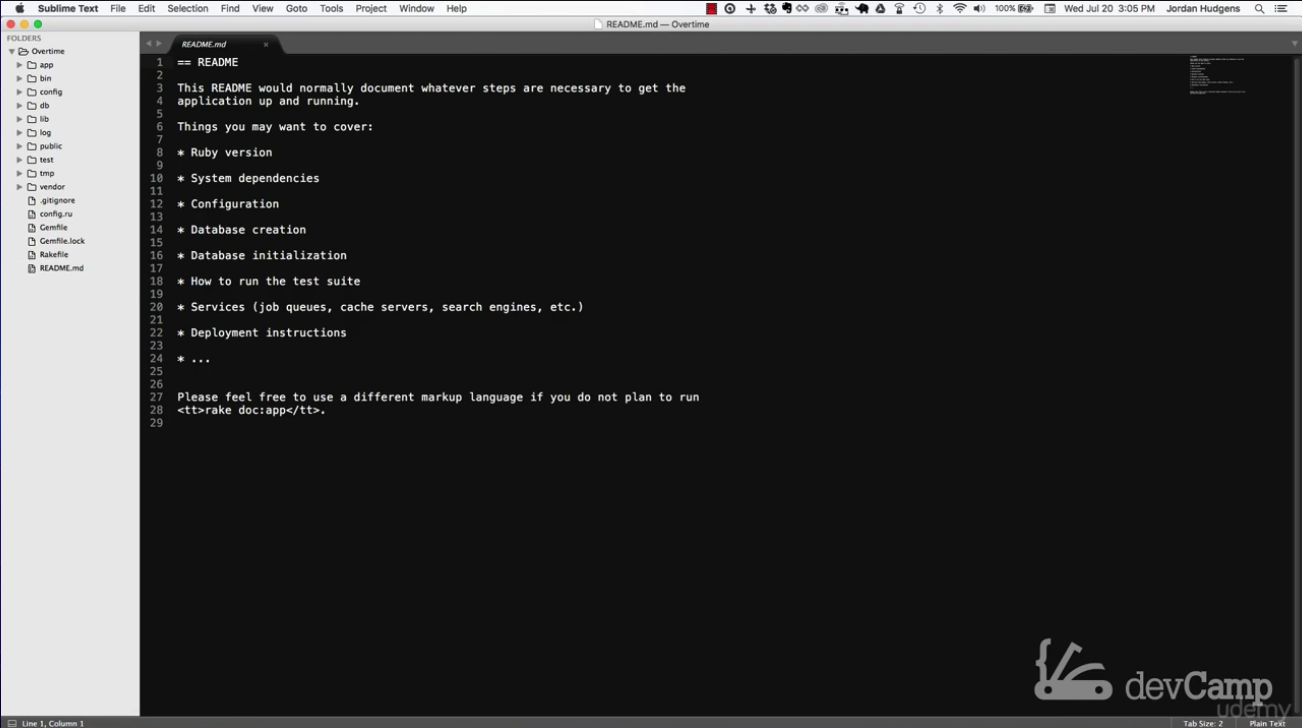 Sublime Text File Edit Selection Find View Goto Tools Project Window Help 100% Wed Jul 20 3:05 PM Jordan Hudgens
README.md — Overtime
FOLDERS
Overtime
app
bin
config
db
lib
log
public
test
tmp
vendor
.gitignore
config.ru
Gemfile
Gemfile.lock
Rakefile
README.md
README.md ×
1 == README
2
3 This README would normally document whatever steps are necessary to get the
4 application up and running.
5
6 Things you may want to cover:
7
8 * Ruby version
9
10 * System dependencies
11
12 * Configuration
13
14 * Database creation
15
16 * Database initialization
17
18 * How to run the test suite
19
20 * Services (job queues, cache servers, search engines, etc.)
21
22 * Deployment instructions
23
24 * ...
25
26
27 Please feel free to use a different markup language if you do not plan to run
28 <tt>rake doc:app</tt>.
29
devCamp
udemy
Line 1, Column 1 Tab Size: 2 Plain Text